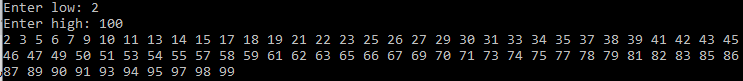 Enter low: 2
Enter high: 100
2 3 5 6 7 9 10 11 13 14 15 17 18 19 21 22 23 25 26 27 29 30 31 33 34 35 37 38 39 41 42 43 45
46 47 49 50 51 53 54 55 57 58 59 61 62 63 65 66 67 69 70 71 73 74 75 77 78 79 81 82 83 85 86
87 89 90 91 93 94 95 97 98 99